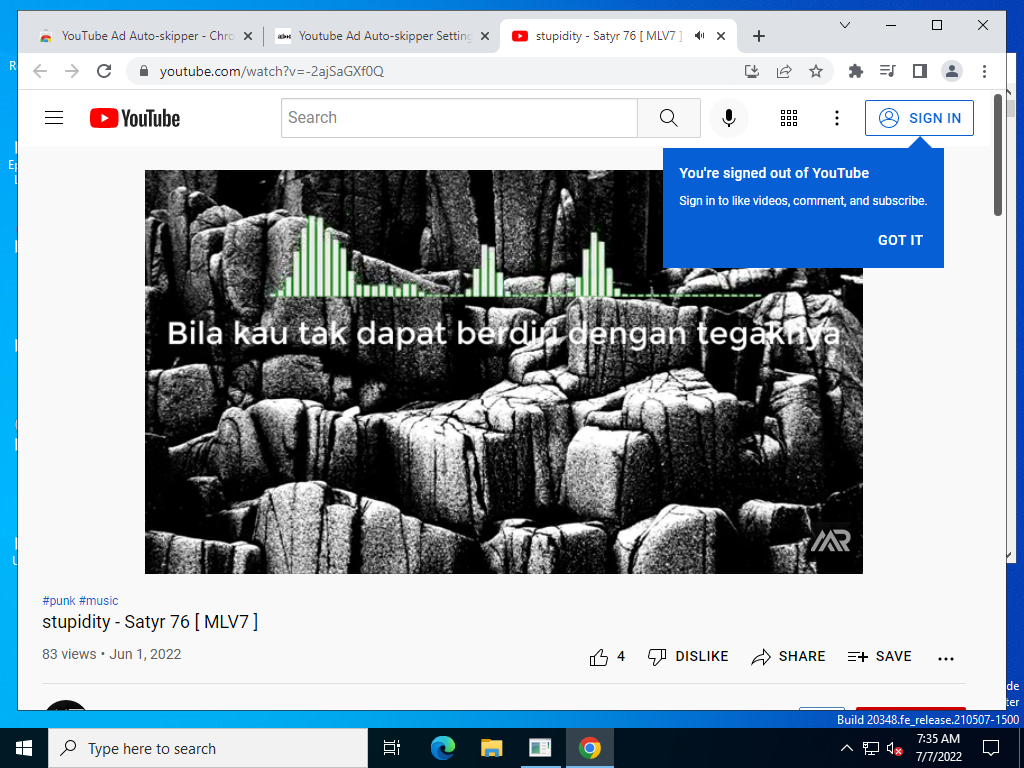 YouTube Ad Auto-skipper - Chro
Youtube Ad Auto-skipper Setting
stupidity - Satyr 76 [ MLV7 ]
youtube.com/watch?v=-2ajSaGXf0Q
YouTube
Search
SIGN IN
You're signed out of YouTube
Sign in to like videos, comment, and subscribe.
GOT IT
Bila kau tak dapat berdiri dengan tegaknya
MR
#punk #music
stupidity - Satyr 76 [ MLV7 ]
83 views • Jun 1, 2022
4
DISLIKE
SHARE
SAVE
Build 20348.fe_release.210507-1500
Type here to search
7:35 AM
7/7/2022